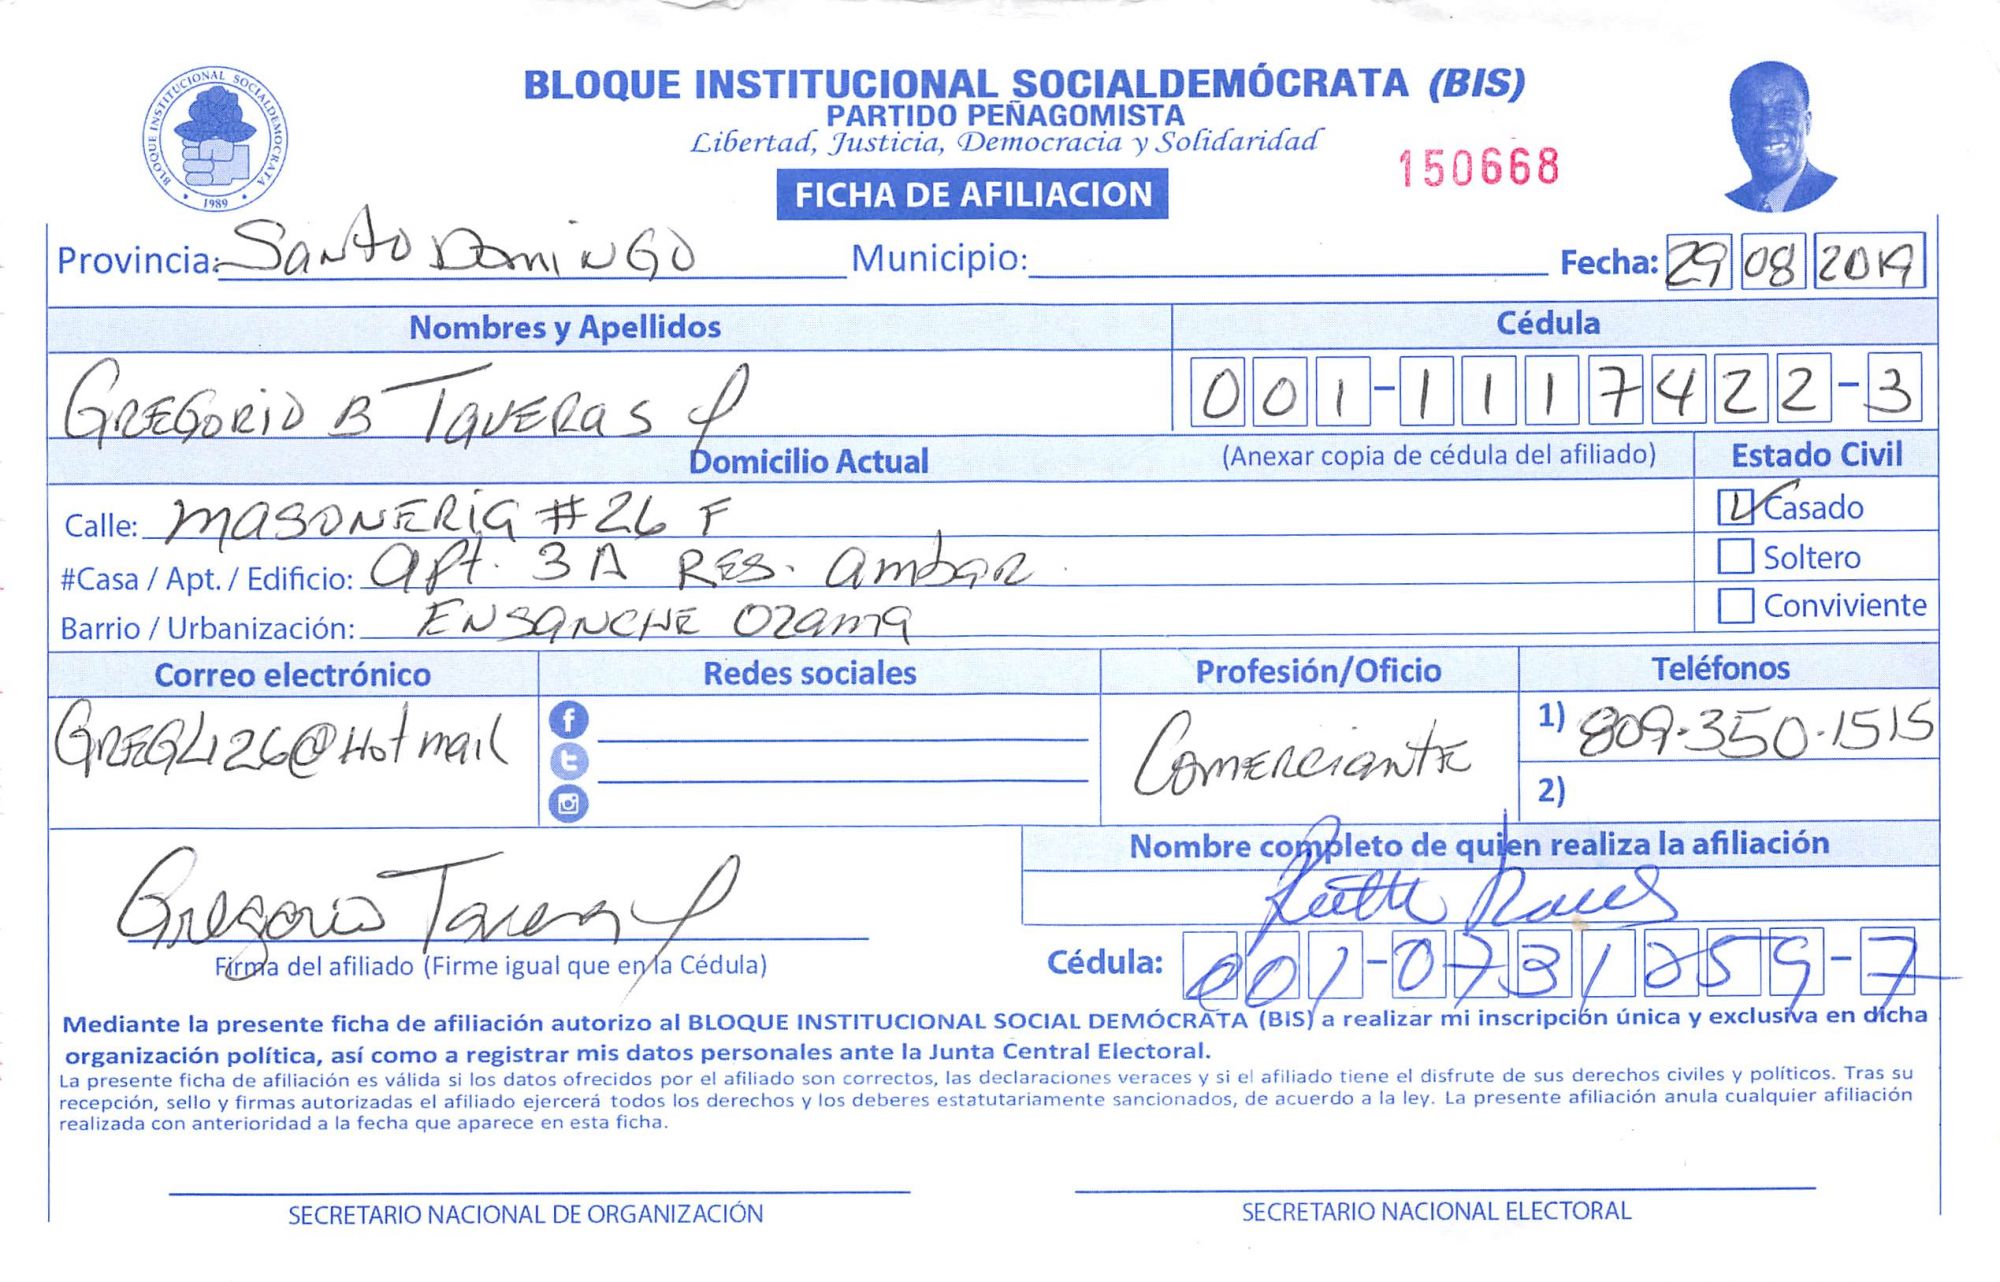 BLOQUE INSTITUCIONAL SOCIALDEMÓCRATA (BIS)
PARTIDO PEÑAGOMISTA
Libertad, Justicia, Democracia y Solidaridad
150668
FICHA DE AFILIACION
BLOQUE INSTITUCIONAL SOCIALDEMOCRATA
1989
Provincia: Santo Domingo Municipio: Fecha: 29 08 2019
Nombres y Apellidos Cédula
Gregorio B Taveras 001-1117422-3
Domicilio Actual (Anexar copia de cédula del afiliado) Estado Civil
Calle: Masoneria #26 F Casado
#Casa / Apt. / Edificio: Apt. 3A Res. Ambar Soltero
Barrio / Urbanización: Ensanche Ozama Conviviente
Correo electrónico Redes sociales Profesión/Oficio Teléfonos
@Hotmail Comerciante 1) 809-350-1515
2)
Nombre completo de quien realiza la afiliación
Ruth
Gregorio Taveras
Firma del afiliado (Firme igual que en la Cédula) Cédula: 001-0731259-7
Mediante la presente ficha de afiliación autorizo al BLOQUE INSTITUCIONAL SOCIAL DEMÓCRATA (BIS) a realizar mi inscripción única y exclusiva en dicha
organización política, así como a registrar mis datos personales ante la Junta Central Electoral.
La presente ficha de afiliación es válida si los datos ofrecidos por el afiliado son correctos, las declaraciones veraces y si el afiliado tiene el disfrute de sus derechos civiles y políticos. Tras su
recepción, sello y firmas autorizadas el afiliado ejercerá todos los derechos y los deberes estatutariamente sancionados, de acuerdo a la ley. La presente afiliación anula cualquier afiliación
realizada con anterioridad a la fecha que aparece en esta ficha.
SECRETARIO NACIONAL DE ORGANIZACIÓN SECRETARIO NACIONAL ELECTORAL